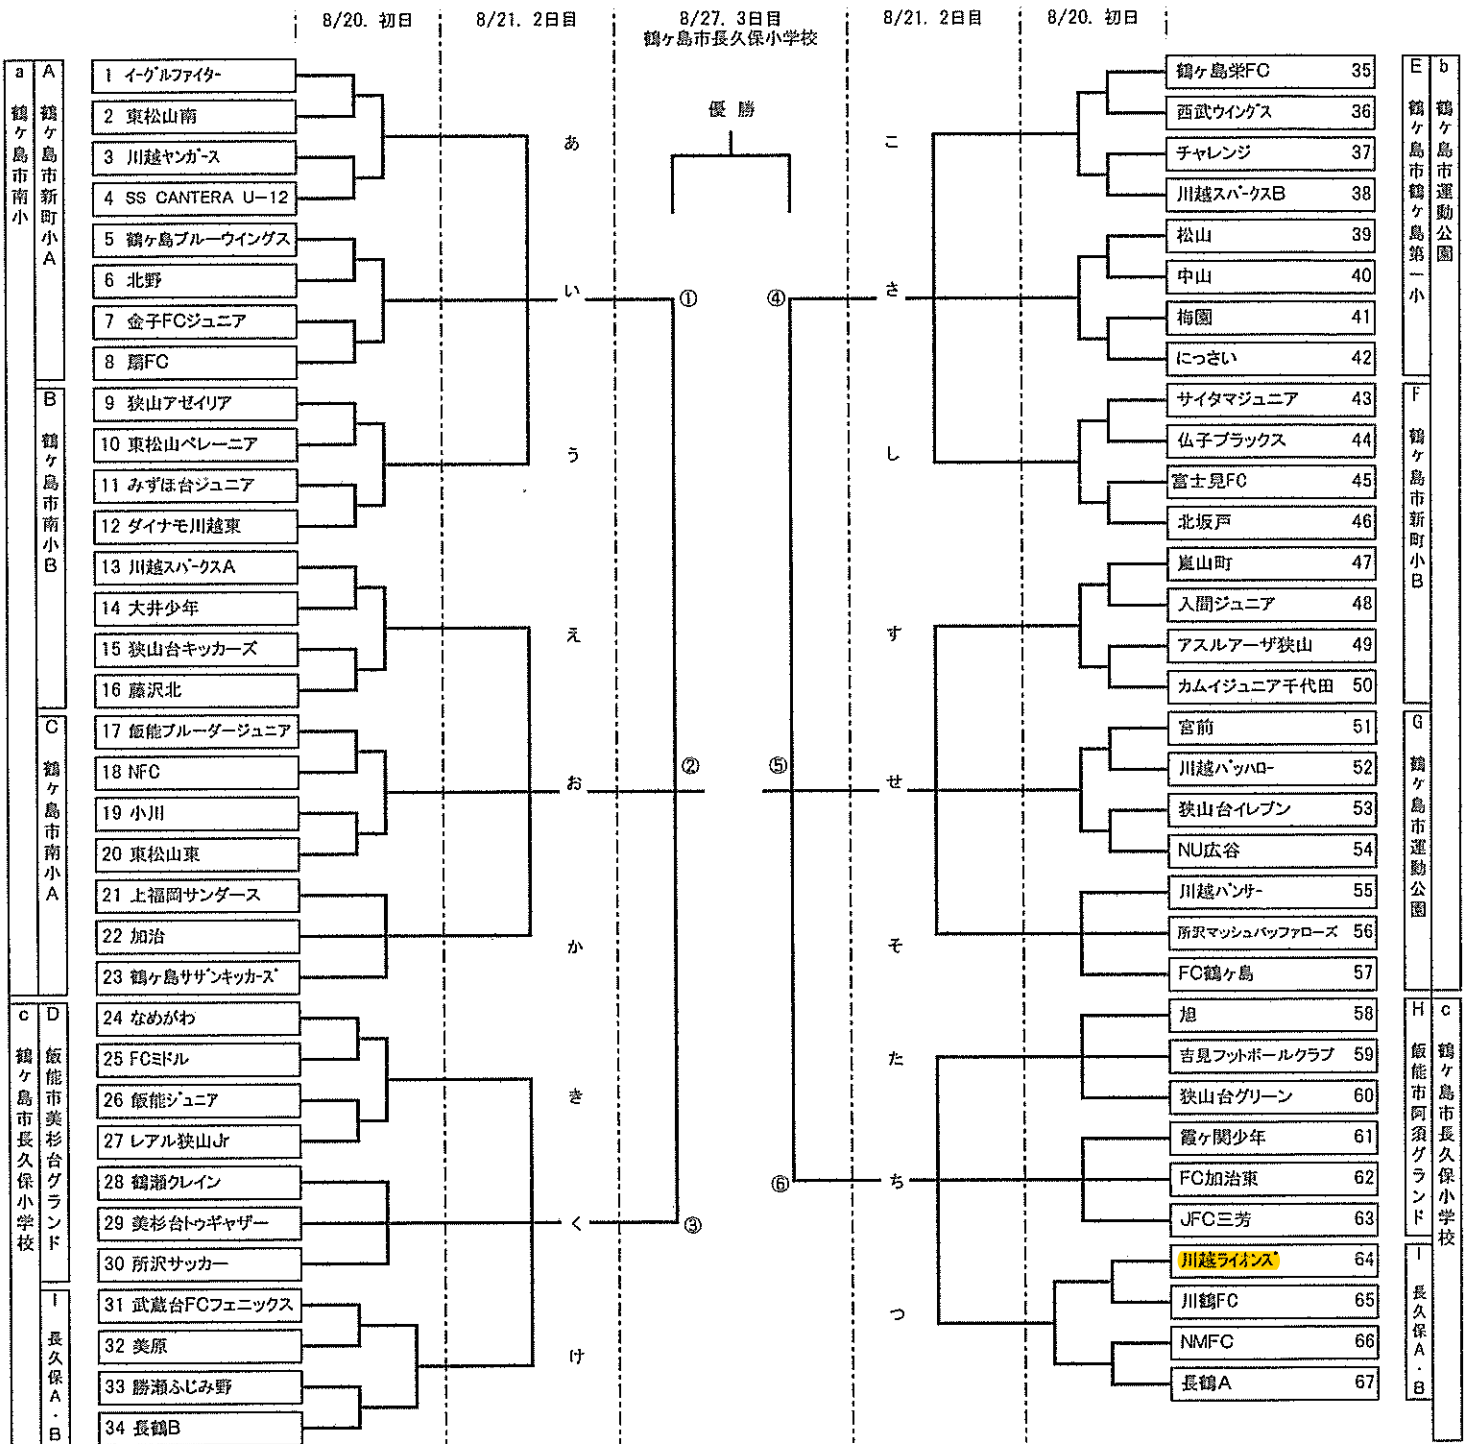 8/20. 初日
8/21. 2日目
8/27. 3日目
鶴ヶ島市長久保小学校
8/21. 2日目
8/20. 初日
優 勝
a 鶴ヶ島市南小
A 鶴ヶ島市新町小A
1 イーグルファイター
2 東松山南
3 川越ヤンガース
4 SS CANTERA U-12
5 鶴ヶ島ブルーウイングス
6 北野
7 金子FCジュニア
8 扇FC
B 鶴ヶ島市南小B
9 狭山アゼイリア
10 東松山ペレーニア
11 みずほ台ジュニア
12 ダイナモ川越東
13 川越スパークスA
14 大井少年
15 狭山台キッカーズ
16 藤沢北
C 鶴ヶ島市南小A
17 飯能ブルーダージュニア
18 NFC
19 小川
20 東松山東
21 上福岡サンダース
22 加治
23 鶴ヶ島サザンキッカーズ
c 鶴ヶ島市長久保小学校
D 飯能市美杉台グランド
24 なめがわ
25 FCミドル
26 飯能ジュニア
27 レアル狭山Jr
28 鶴瀬クレイン
29 美杉台トゥギャザー
30 所沢サッカー
I 長久保A・B
31 武蔵台FCフェニックス
32 美原
33 勝瀬ふじみ野
34 長鶴B
あ
い
う
え
お
か
き
く
け
①
②
③
④
⑤
⑥
こ
さ
し
す
せ
そ
た
ち
つ
鶴ヶ島栄FC 35
西武ウイングス 36
チャレンジ 37
川越スパークスB 38
松山 39
中山 40
梅園 41
にっさい 42
E 鶴ヶ島市鶴ヶ島第一小
b 鶴ヶ島市運動公園
サイタマジュニア 43
仏子ブラックス 44
富士見FC 45
北坂戸 46
嵐山町 47
入間ジュニア 48
アスルアーザ狭山 49
カムイジュニア千代田 50
F 鶴ヶ島市新町小B
宮前 51
川越バッハロー 52
狭山台イレブン 53
NU広谷 54
川越パンサー 55
所沢マッシュバッファローズ 56
FC鶴ヶ島 57
G 鶴ヶ島市運動公園
旭 58
吉見フットボールクラブ 59
狭山台グリーン 60
霞ヶ関少年 61
FC加治東 62
JFC三芳 63
H 飯能市阿須グランド
c 鶴ヶ島市長久保小学校
川越ライオンズ 64
川鶴FC 65
NMFC 66
長鶴A 67
I 長久保A・B